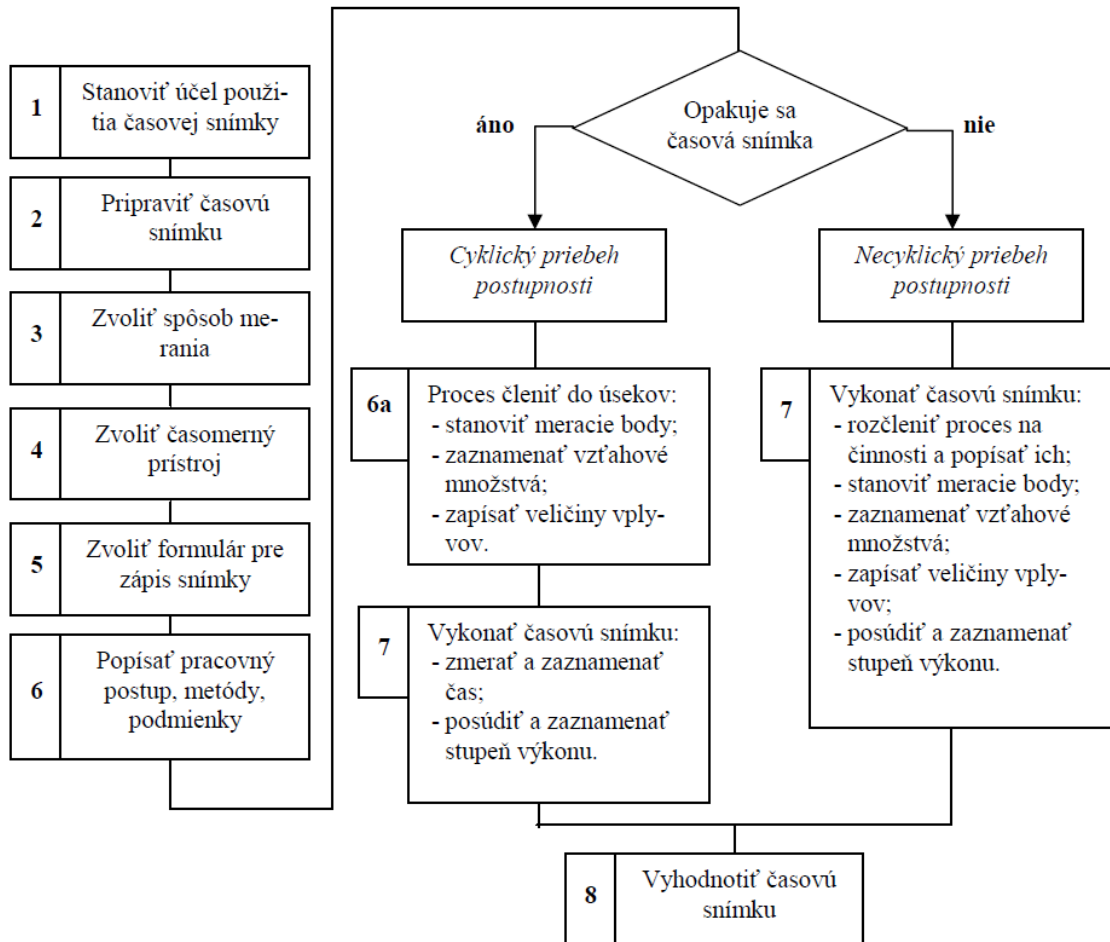 1
Stanoviť účel použi-
tia časovej snímky
2
Pripraviť časovú
snímku
3
Zvoliť spôsob me-
rania
4
Zvoliť časomerný
prístroj
5
Zvoliť formulár pre
zápis snímky
6
Popísať pracovný
postup, metódy,
podmienky
Opakuje sa
časová snímka
áno
nie
Cyklický priebeh
postupnosti
Necyklický priebeh
postupnosti
6a
Proces členiť do úsekov:
- stanoviť meracie body;
- zaznamenať vzťahové
množstvá;
- zapísať veličiny vply-
vov.
7
Vykonať časovú snímku:
- zmerať a zaznamenať
čas;
- posúdiť a zaznamenať
stupeň výkonu.
7
Vykonať časovú snímku:
- rozčleniť proces na
činnosti a popísať ich;
- stanoviť meracie body;
- zaznamenať vzťahové
množstvá;
- zapísať veličiny vply-
vov;
- posúdiť a zaznamenať
stupeň výkonu.
8
Vyhodnotiť časovú
snímku